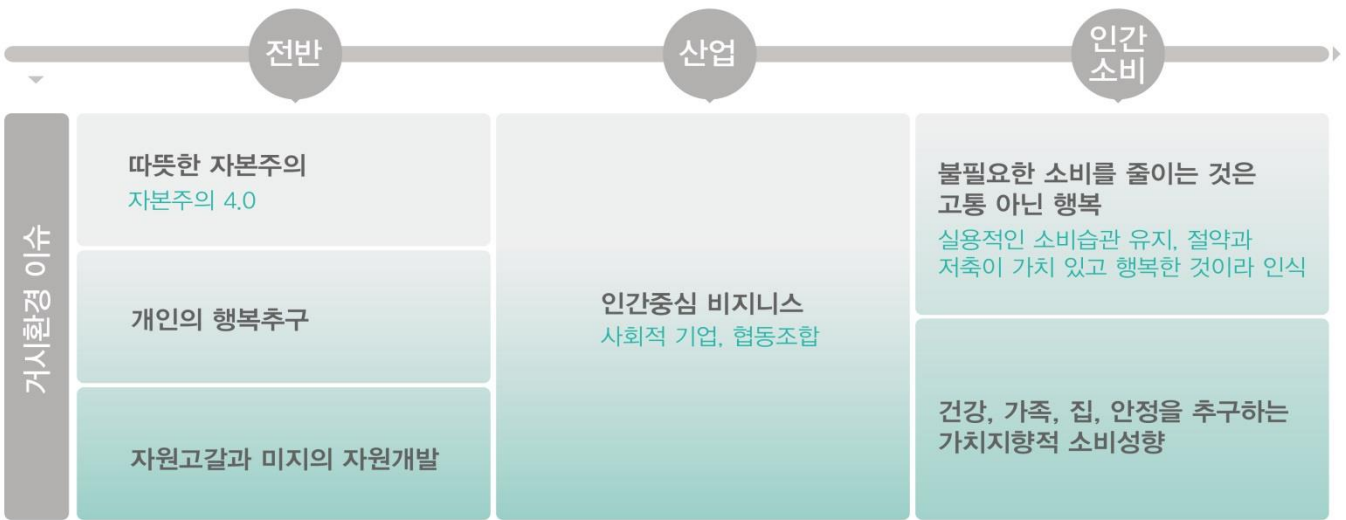 전반
산업
인간
소비
거시환경 이슈
따뜻한 자본주의
자본주의 4.0
개인의 행복추구
자원고갈과 미지의 자원개발
인간중심 비지니스
사회적 기업, 협동조합
불필요한 소비를 줄이는 것은
고통 아닌 행복
실용적인 소비습관 유지, 절약과
저축이 가치 있고 행복한 것이라 인식
건강, 가족, 집, 안정을 추구하는
가치지향적 소비성향